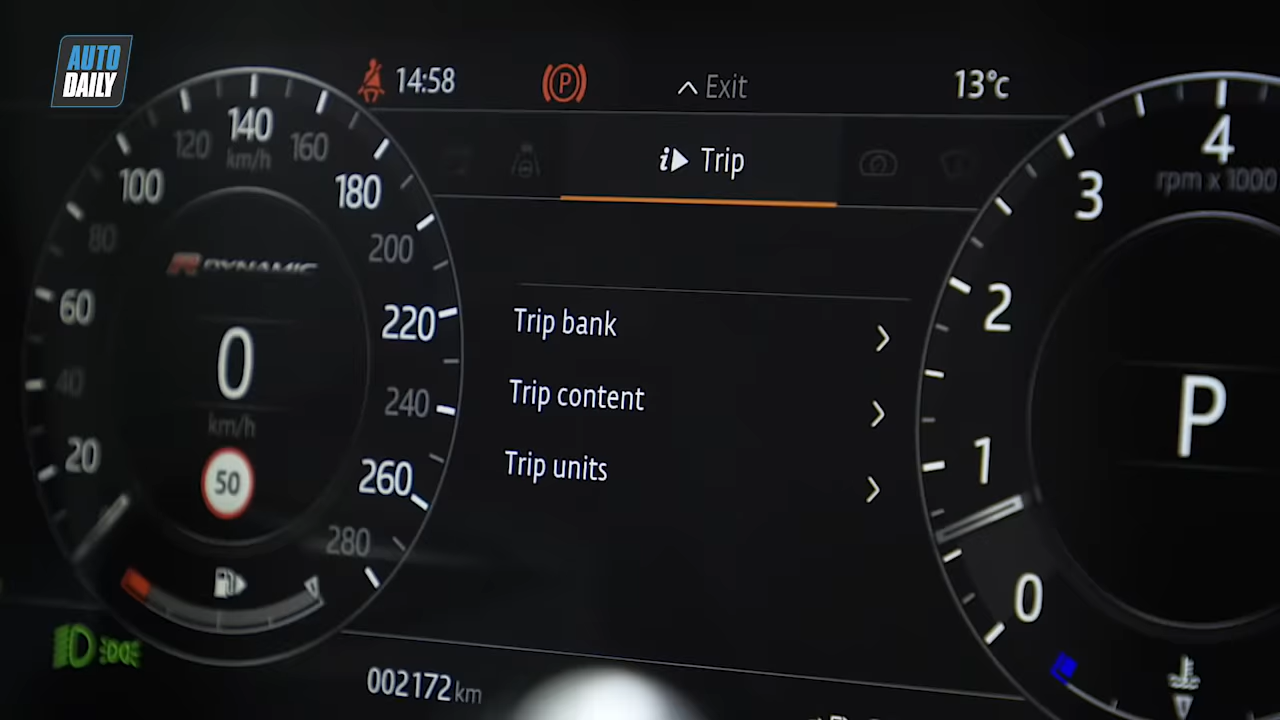 AUTO
DAILY
14:58
P
Exit
13°c
Trip
Trip bank
Trip content
Trip units
20
40
60
80
100
120
140
160
180
200
220
240
260
280
km/h
R DYNAMIC
0
km/h
50
002172 km
4
rpm x 1000
3
2
1
0
P